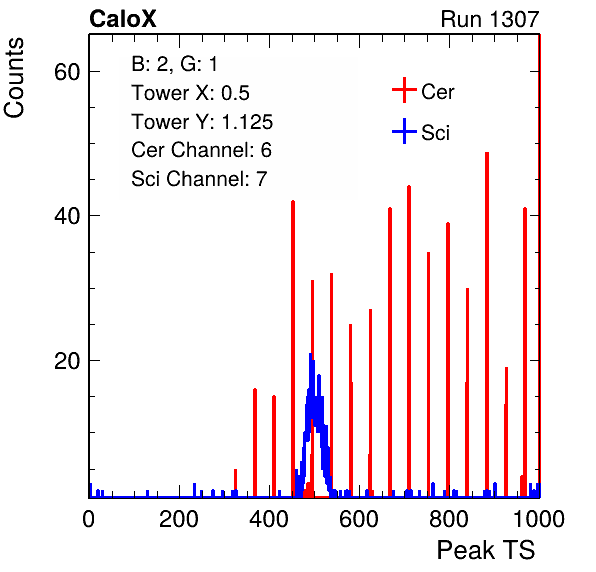 CaloX Run 1307
Counts
B: 2, G: 1
Tower X: 0.5
Tower Y: 1.125
Cer Channel: 6
Sci Channel: 7
Cer
Sci
60
40
20
0 200 400 600 800 1000
Peak TS